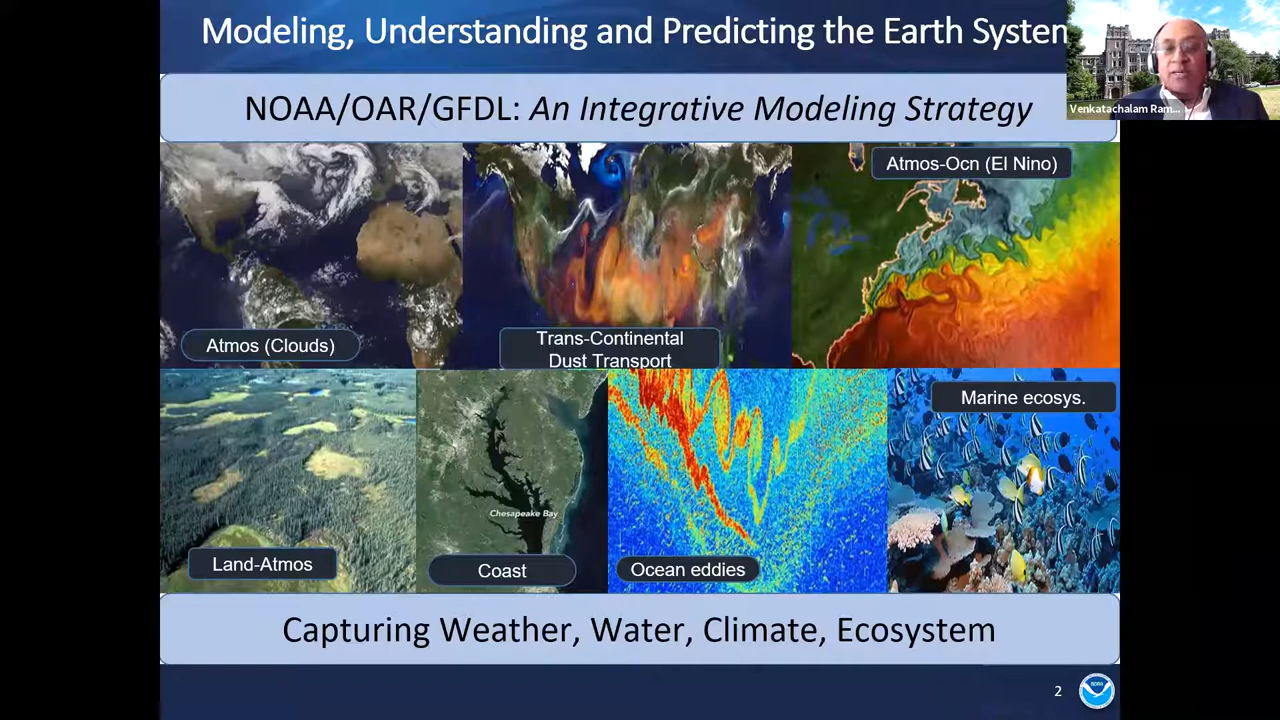 Modeling, Understanding and Predicting the Earth System
Venkatachalam Ram...
NOAA/OAR/GFDL: An Integrative Modeling Strategy
Atmos-Ocn (El Nino)
Atmos (Clouds)
Trans-Continental
Dust Transport
Marine ecosys.
Chesapeake Bay
Land-Atmos
Coast
Ocean eddies
Capturing Weather, Water, Climate, Ecosystem
2
NOAA